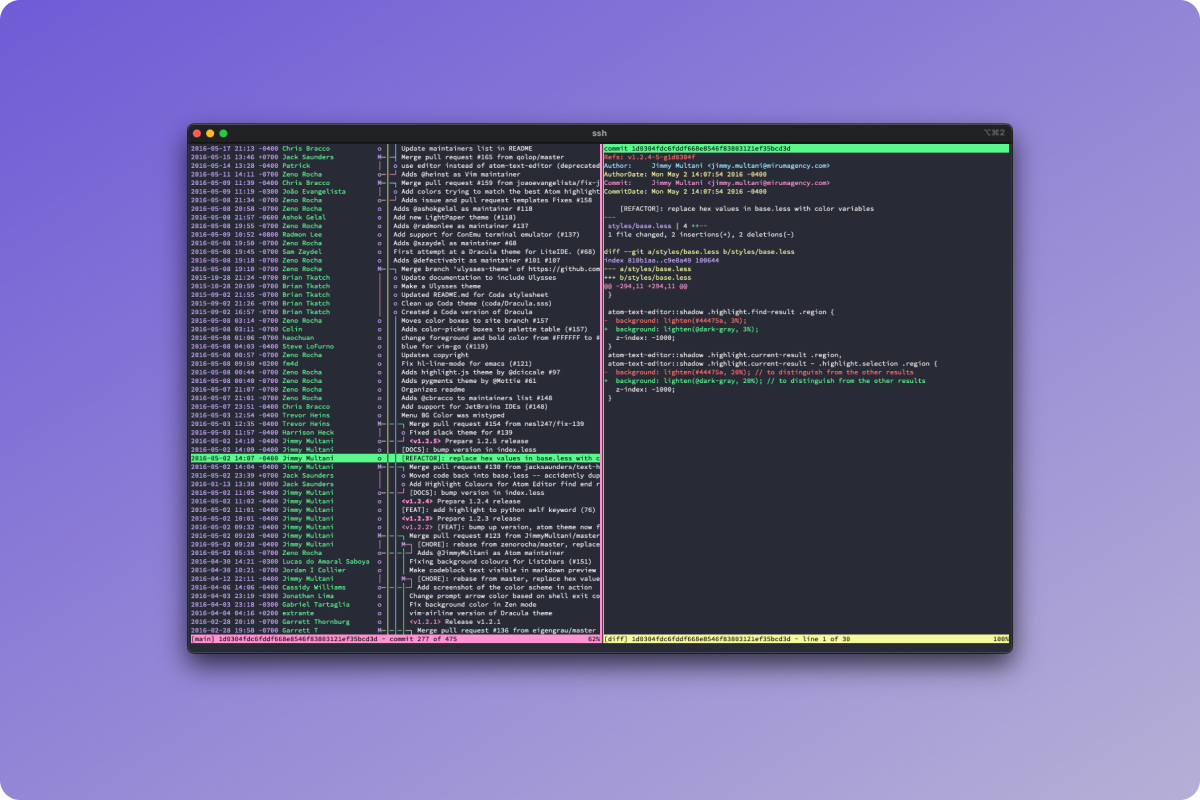 ssh
⌥⌘2
2016-05-17 21:13 -0400 Chris Bracco o Update maintainers list in README
2016-05-15 13:46 +0700 Jack Saunders M Merge pull request #165 from qolop/master
2016-05-14 13:28 -0400 Patrick o use editor instead of atom-text-editor (deprecated
2016-05-11 14:11 -0700 Zeno Rocha o Adds @heinst as Vim maintainer
2016-05-09 11:39 -0400 Chris Bracco M Merge pull request #159 from joaoevangelista/fix-j
2016-05-09 11:19 -0300 João Evangelista o Add colors trying to match the best Atom highlight
2016-05-08 21:34 -0700 Zeno Rocha o Adds issue and pull request templates Fixes #158
2016-05-08 20:58 -0700 Zeno Rocha o Adds @ashokgelal as maintainer #118
2016-05-08 21:57 -0600 Ashok Gelal o Add new LightPaper theme (#118)
2016-05-08 19:55 -0700 Zeno Rocha o Adds @radmonlee as maintainer #137
2016-05-09 10:52 +0800 Radmon Lee o Add support for ConEmu terminal emulator (#137)
2016-05-08 19:50 -0700 Zeno Rocha o Adds @szaydel as maintainer #68
2016-05-08 19:45 -0700 Sam Zaydel o First attempt at a Dracula theme for LiteIDE. (#68)
2016-05-08 19:18 -0700 Zeno Rocha o Adds @defectivebit as maintainer #101 #107
2016-05-08 19:10 -0700 Zeno Rocha M Merge branch 'ulysses-theme' of https://github.com
2015-10-28 21:24 -0700 Brian Tkatch o Update documentation to include Ulysses
2015-10-28 20:59 -0700 Brian Tkatch o Make a Ulysses theme
2015-09-02 21:55 -0700 Brian Tkatch o Updated README.md for Coda stylesheet
2015-09-02 21:26 -0700 Brian Tkatch o Clean up Coda theme (coda/Dracula.sss)
2015-09-02 16:57 -0700 Brian Tkatch o Created a Coda version of Dracula
2016-05-08 03:14 -0700 Zeno Rocha o Moves color boxes to site branch #157
2016-05-08 03:11 -0700 Colin o Adds color-picker boxes to palette table (#157)
2016-05-08 01:06 -0700 haochuan o change foreground and bold color from #FFFFFF to #
2016-05-08 04:03 -0400 Steve LoFurno o blue for vim-go (#119)
2016-05-08 00:57 -0700 Zeno Rocha o Updates copyright
2016-05-08 09:50 +0200 fm4d o Fix hl-line-mode for emacs (#121)
2016-05-08 00:44 -0700 Zeno Rocha o Adds highlight.js theme by @dciccale #97
2016-05-08 00:40 -0700 Zeno Rocha o Adds pygments theme by @Mottie #61
2016-05-07 21:07 -0700 Zeno Rocha o Organizes readme
2016-05-07 21:01 -0700 Zeno Rocha o Adds @cbracco to maintainers list #148
2016-05-07 23:51 -0400 Chris Bracco o Add support for JetBrains IDEs (#148)
2016-05-03 12:54 -0400 Trevor Heins o Menu BG Color was mistyped
2016-05-03 12:35 -0400 Trevor Heins M Merge pull request #154 from nesl247/fix-139
2016-05-03 11:57 -0400 Harrison Heck o Fixed slack theme for #139
2016-05-02 14:10 -0400 Jimmy Multani o <v1.2.5> Prepare 1.2.5 release
2016-05-02 14:09 -0400 Jimmy Multani o [DOCS]: bump version in index.less
2016-05-02 14:07 -0400 Jimmy Multani o [REFACTOR]: replace hex values in base.less with c
2016-05-02 14:04 -0400 Jimmy Multani M Merge pull request #130 from jacksaunders/text-h
2016-05-02 23:39 +0700 Jack Saunders o Moved code back into base.less -- accidently dup
2016-01-13 13:38 +0000 Jack Saunders o Add Highlight Colours for Atom Editor find end r
2016-05-02 11:05 -0400 Jimmy Multani o [DOCS]: bump version in index.less
2016-05-02 11:02 -0400 Jimmy Multani o <v1.2.4> Prepare 1.2.4 release
2016-05-02 11:01 -0400 Jimmy Multani o [FEAT]: add highlight to python self keyword (76)
2016-05-02 10:01 -0400 Jimmy Multani o <v1.2.3> Prepare 1.2.3 release
2016-05-02 09:32 -0400 Jimmy Multani o <v1.2.2> [FEAT]: bump up version, atom theme now f
2016-05-02 09:28 -0400 Jimmy Multani M Merge pull request #123 from JimmyMultani/master
2016-05-02 09:28 -0400 Jimmy Multani M [CHORE]: rebase from zenorocha/master, replace
2016-05-02 05:35 -0700 Zeno Rocha o Adds @JimmyMultani as Atom maintainer
2016-04-30 14:21 -0300 Lucas do Amaral Saboya o Fixing background colours for Listchars (#151)
2016-04-30 10:21 -0700 Jordan I Collier o Make codeblock text visible in markdown preview
2016-04-12 22:11 -0400 Jimmy Multani M [CHORE]: rebase from master, replace hex value
2016-04-06 14:06 -0400 Cassidy Williams o Add screenshot of the color scheme in action
2016-04-03 23:19 -0300 Jonathan Lima o Change prompt arrow color based on shell exit co
2016-04-03 23:18 -0300 Gabriel Tartaglia o Fix background color in Zen mode
2016-04-04 04:16 +0200 extrante o vim-airline version of Dracula theme
2016-02-28 20:10 -0700 Garrett Thornburg o <v1.2.1> Release v1.2.1
2016-02-28 19:58 -0700 Garrett T M Merge pull request #136 from eigengrau/master
[main] 1d0304fdc6fddf668e8546f83803121ef35bcd3d - commit 277 of 475 62%
commit 1d0304fdc6fddf668e8546f83803121ef35bcd3d
Refs: v1.2.4-5-g1d0304f
Author: Jimmy Multani <jimmy.multani@mirumagency.com>
AuthorDate: Mon May 2 14:07:54 2016 -0400
Commit: Jimmy Multani <jimmy.multani@mirumagency.com>
CommitDate: Mon May 2 14:07:54 2016 -0400
[REFACTOR]: replace hex values in base.less with color variables
---
styles/base.less | 4 ++--
1 file changed, 2 insertions(+), 2 deletions(-)
diff --git a/styles/base.less b/styles/base.less
index 810b1aa..c9e8a49 100644
--- a/styles/base.less
+++ b/styles/base.less
@@ -294,11 +294,11 @@
}
atom-text-editor::shadow .highlight.find-result .region {
- background: lighten(#44475a, 3%);
+ background: lighten(@dark-gray, 3%);
z-index: -1000;
}
atom-text-editor::shadow .highlight.current-result .region,
atom-text-editor::shadow .highlight.current-result ~ .highlight.selection .region {
- background: lighten(#44475a, 20%); // to distinguish from the other results
+ background: lighten(@dark-gray, 20%); // to distinguish from the other results
z-index: -1000;
}
[diff] 1d0304fdc6fddf668e8546f83803121ef35bcd3d - line 1 of 30 100%